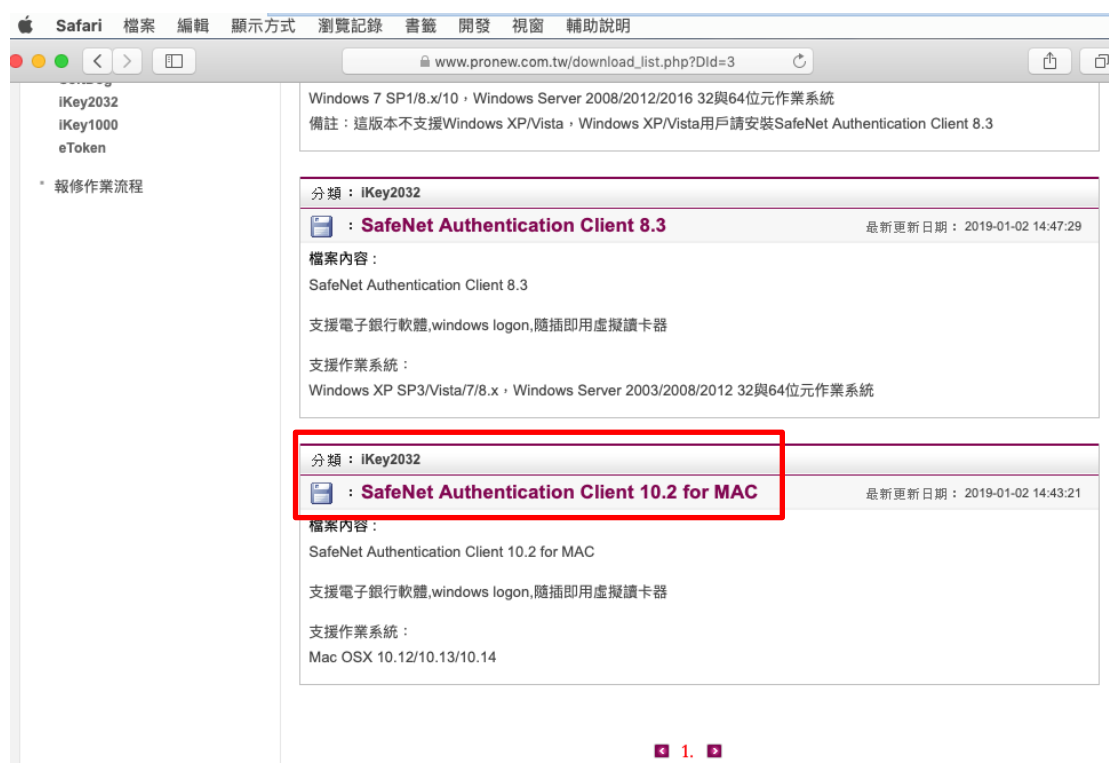 Safari 檔案 編輯 顯示方式 瀏覽記錄 書籤 開發 視窗 輔助說明
www.pronew.com.tw/download_list.php?DId=3
iKey2032
iKey1000
eToken
* 報修作業流程
Windows 7 SP1/8.x/10，Windows Server 2008/2012/2016 32與64位元作業系統
備註：這版本不支援Windows XP/Vista，Windows XP/Vista用戶請安裝SafeNet Authentication Client 8.3
分類：iKey2032
：SafeNet Authentication Client 8.3 最新更新日期：2019-01-02 14:47:29
檔案內容：
SafeNet Authentication Client 8.3
支援電子銀行軟體,windows logon,隨插即用虛擬讀卡器
支援作業系統：
Windows XP SP3/Vista/7/8.x，Windows Server 2003/2008/2012 32與64位元作業系統
分類：iKey2032
：SafeNet Authentication Client 10.2 for MAC 最新更新日期：2019-01-02 14:43:21
檔案內容：
SafeNet Authentication Client 10.2 for MAC
支援電子銀行軟體,windows logon,隨插即用虛擬讀卡器
支援作業系統：
Mac OSX 10.12/10.13/10.14
1.